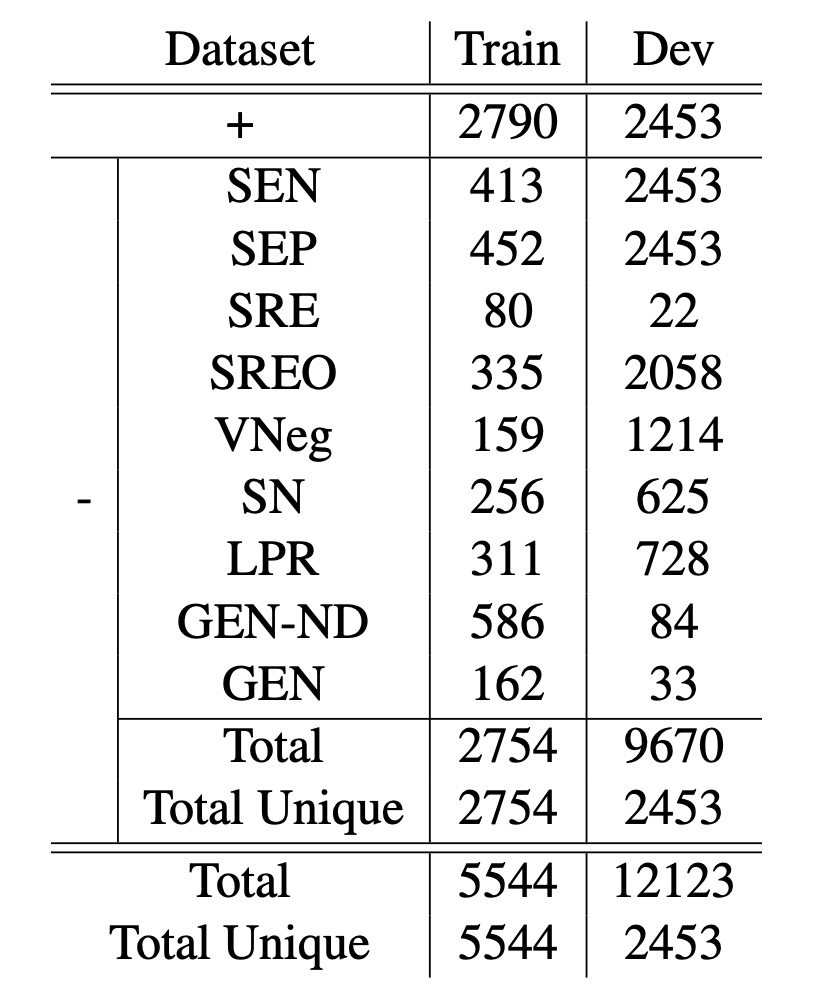 Dataset Train Dev
+ 2790 2453
SEN 413 2453
SEP 452 2453
SRE 80 22
SREO 335 2058
VNeg 159 1214
- SN 256 625
LPR 311 728
GEN-ND 586 84
GEN 162 33
Total 2754 9670
Total Unique 2754 2453
Total 5544 12123
Total Unique 5544 2453